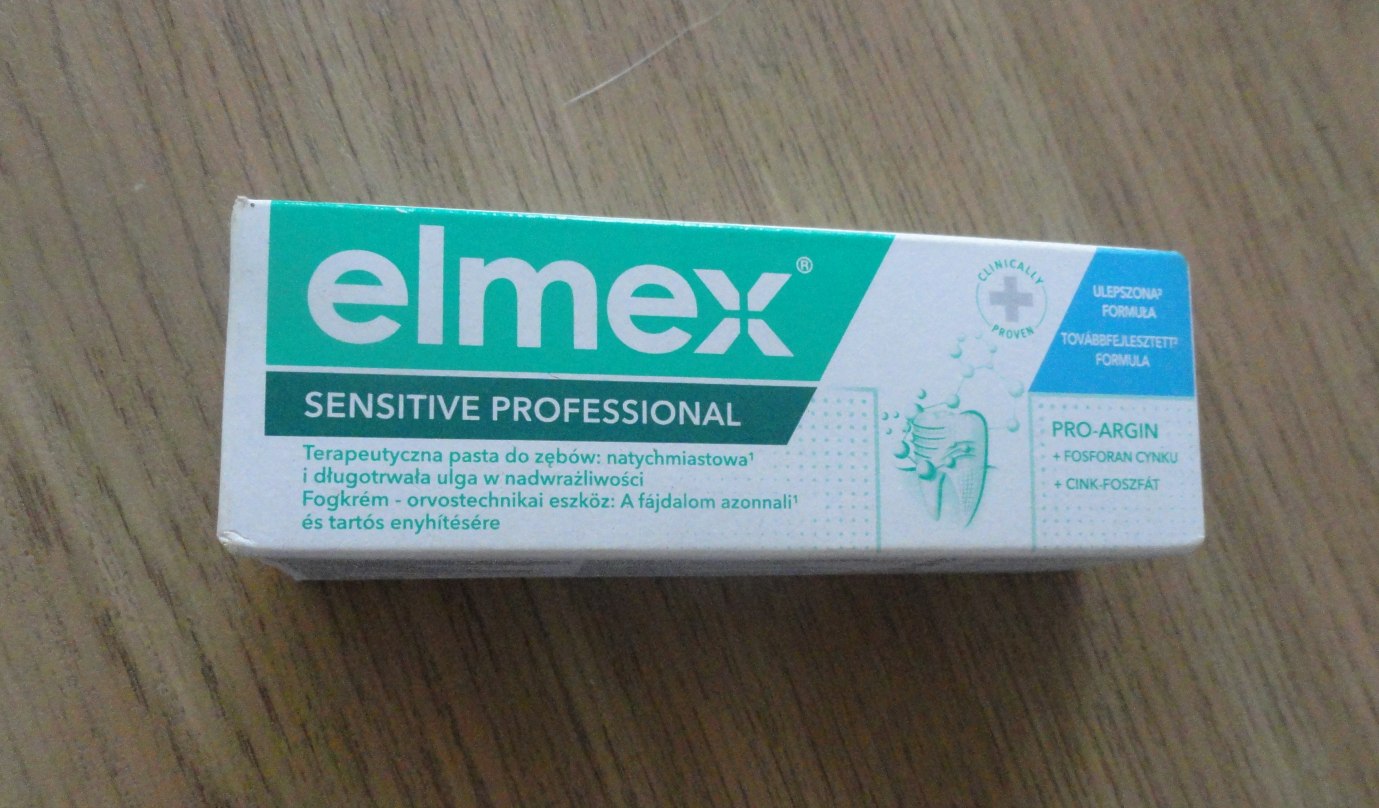 elmex®
SENSITIVE PROFESSIONAL
Terapeutyczna pasta do zębów: natychmiastowa¹
i długotrwała ulga w nadwrażliwości
Fogkrém - orvostechnikai eszköz: A fájdalom azonnali¹
és tartós enyhítésére
CLINICALLY
PROVEN
ULEPSZONA²
FORMUŁA
TOVÁBBFEJLESZTETT²
FORMULA
PRO-ARGIN
+ FOSFORAN CYNKU
+ CINK-FOSZFÁT